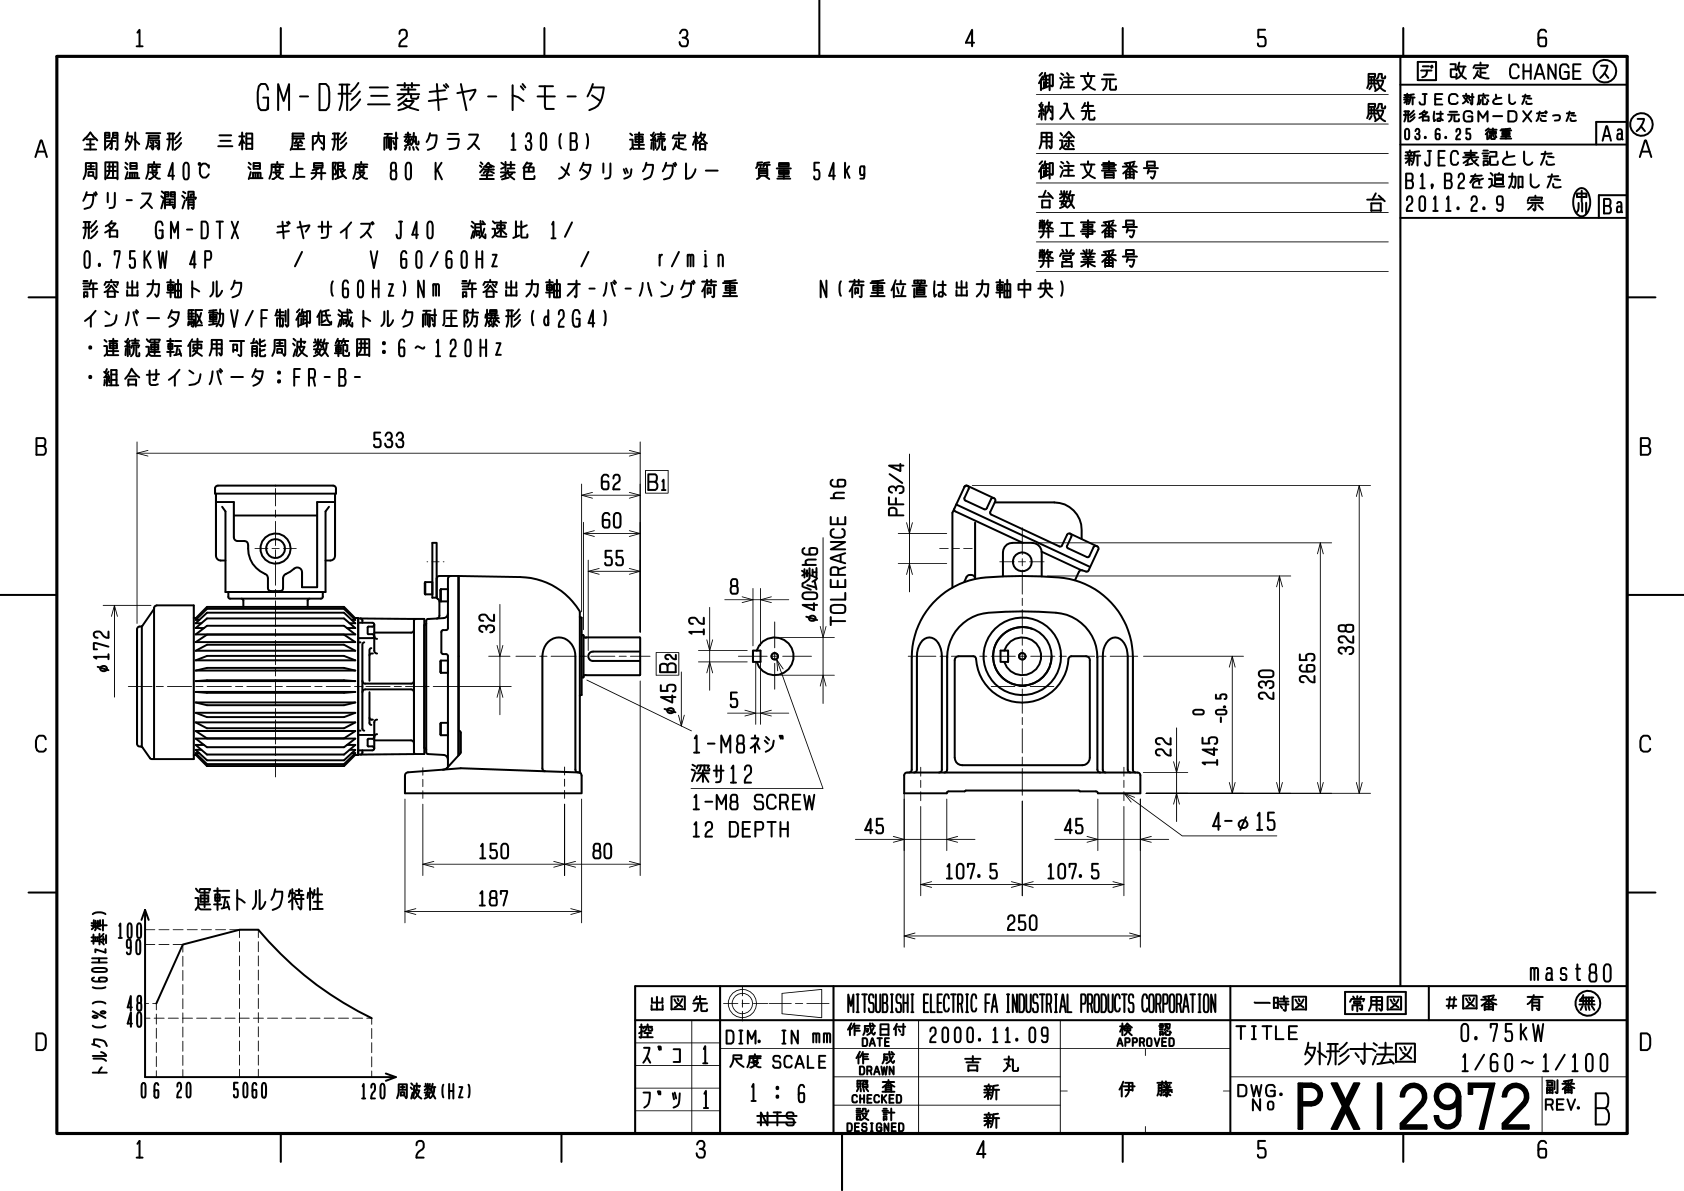 1 2 3 4 5 6
GM-D形三菱ギヤードモータ
全閉外扇形 三相 屋内形 耐熱クラス 130(B) 連続定格
周囲温度40℃ 温度上昇限度 80 K 塗装色 メタリックグレー 質量 54kg
グリース潤滑
形名 GM-DTX ギヤサイズ J40 減速比 1/
0.75KW 4P / V 60/60Hz / r/min
許容出力軸トルク (60Hz)Nm 許容出力軸オーバーハング荷重 N(荷重位置は出力軸中央)
インバータ駆動V/F制御低減トルク耐圧防爆形(d2G4)
・連続運転使用可能周波数範囲：6～120Hz
・組合せインバータ：FR-B-
御注文元 殿
納入先 殿
用途
御注文書番号
台数 台
弊工事番号
弊営業番号
デ 改定 CHANGE ス
新JEC対応とした
形名は元GM-DXだった
03.6.25 徳重 Aa ス
新JEC表記とした
B1,B2を追加した
2011.2.9 宗 Ba
A A
B B
C C
D D
533
62 B1
60
55
32
φ172
B2
φ45
8
12
5
φ40公差h6
TOLERANCE h6
1-M8ネジ
深サ12
1-M8 SCREW
12 DEPTH
150 80
187
PF3/4
328
265
230
145 0 -0.5
22
4-φ15
45 45
107.5 107.5
250
運転トルク特性
トルク(%)(60Hz基準)
100
90
48
40
0 6 20 50 60 120 周波数(Hz)
mast80
出図先
控
ズコ 1
ブツ 1
DIM. IN mm
尺度 SCALE
1 : 6
NTS
MITSUBISHI ELECTRIC FA INDUSTRIAL PRODUCTS CORPORATION
作成日付 DATE 2000.11.09
作成 DRAWN 吉丸
照査 CHECKED 新
設計 DESIGNED 新
検認 APPROVED
伊藤
一時図 常用図 #図番 有 無
TITLE 0.75kW
外形寸法図 1/60～1/100
DWG. No PX12972 副番 REV. B
1 2 3 4 5 6